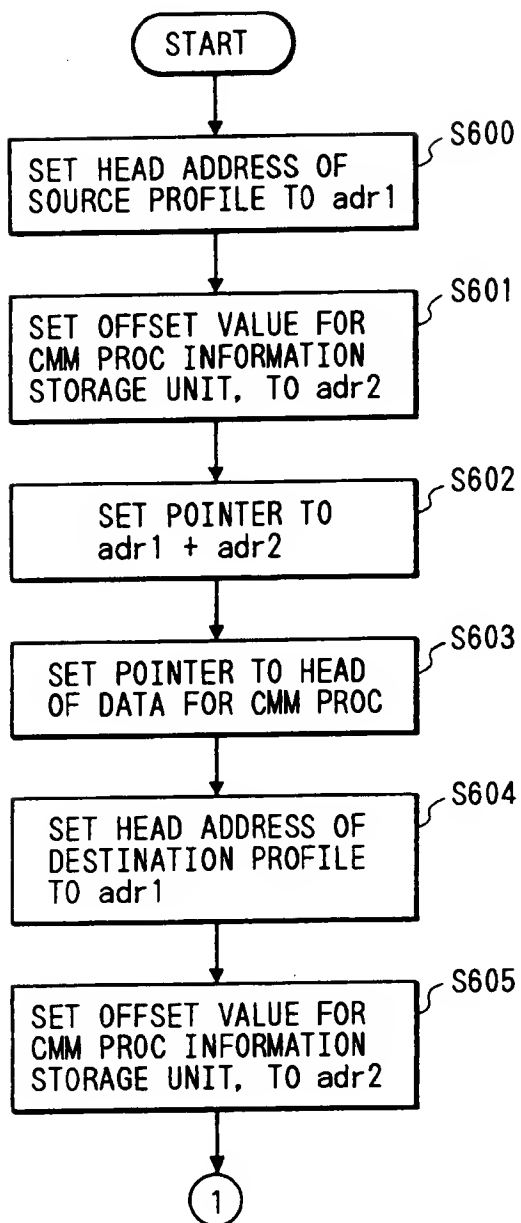 START
S600
SET HEAD ADDRESS OF
SOURCE PROFILE TO adr1
S601
SET OFFSET VALUE FOR
CMM PROC INFORMATION
STORAGE UNIT, TO adr2
S602
SET POINTER TO
adr1 + adr2
S603
SET POINTER TO HEAD
OF DATA FOR CMM PROC
S604
SET HEAD ADDRESS OF
DESTINATION PROFILE
TO adr1
S605
SET OFFSET VALUE FOR
CMM PROC INFORMATION
STORAGE UNIT, TO adr2
1